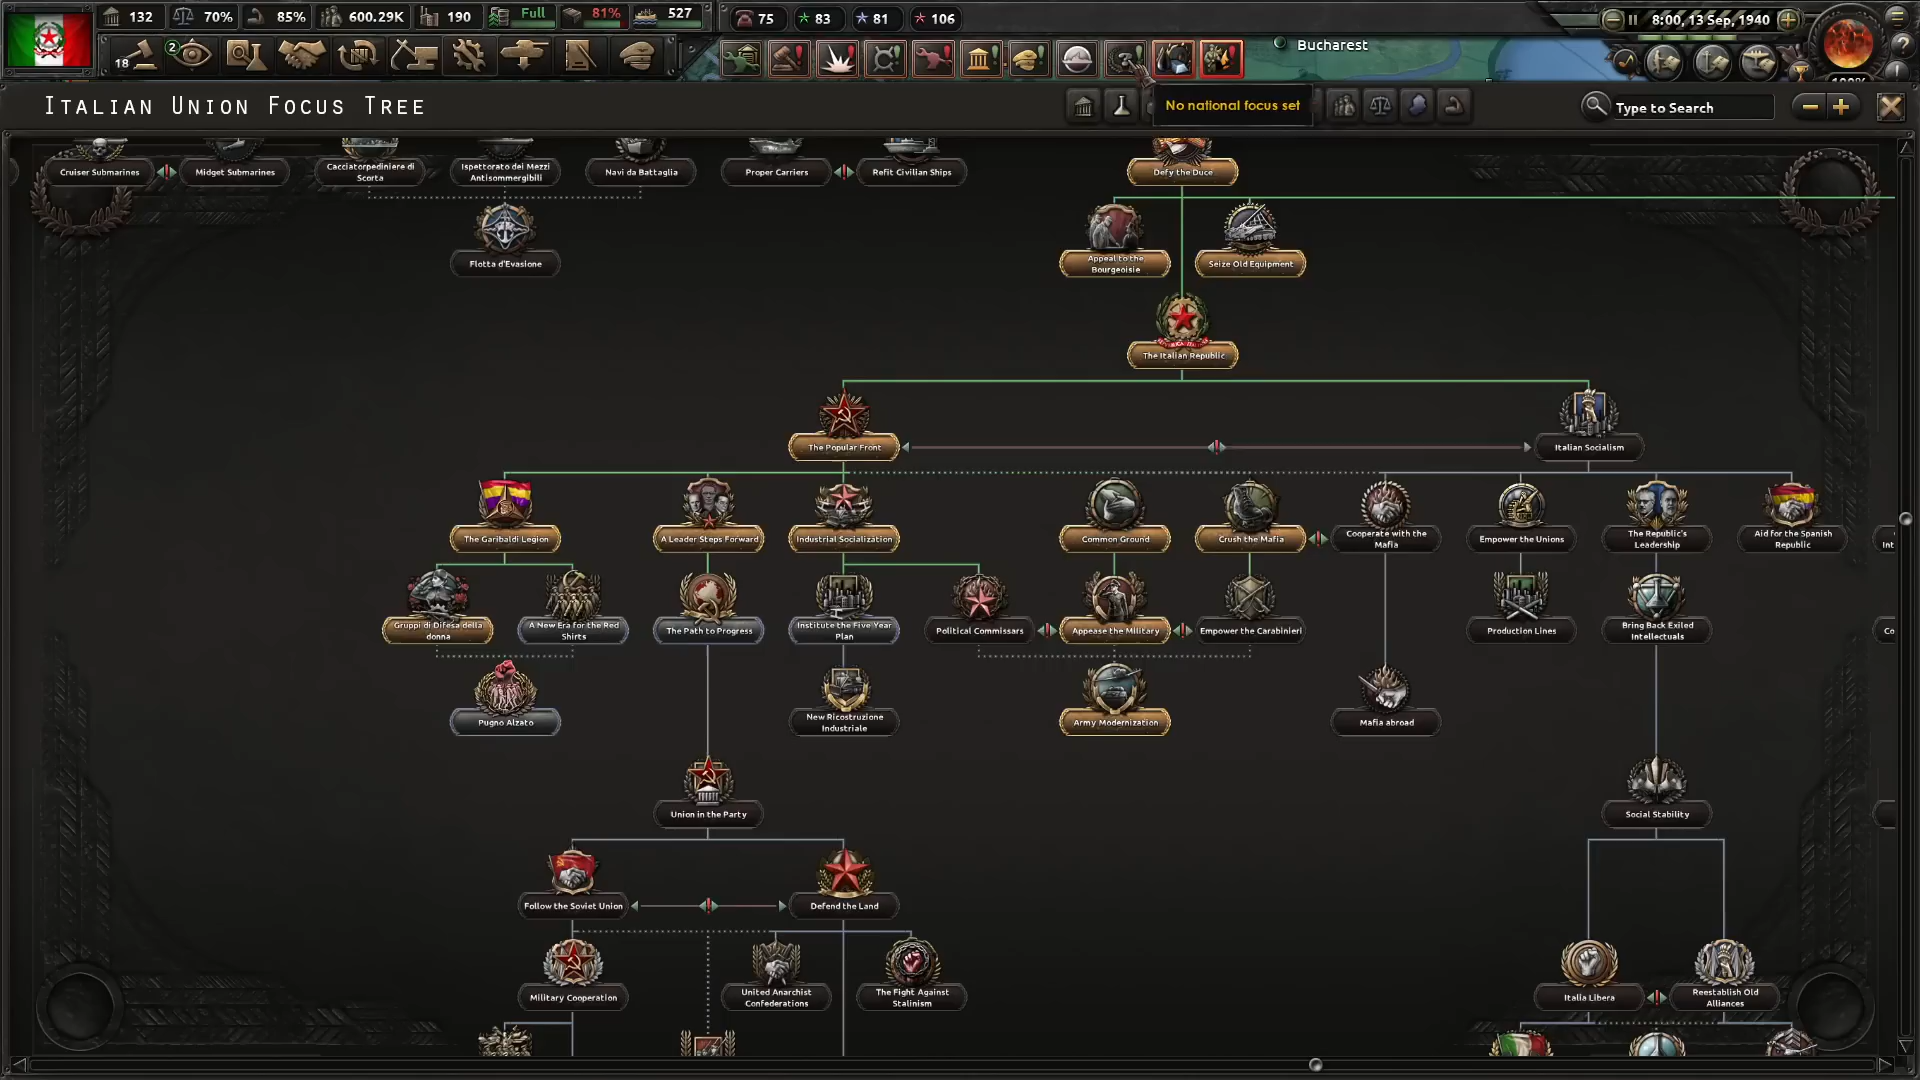 132
70%
85%
600.29K
190
Full
81%
527
75
83
81
106
8:00, 13 Sep, 1940
18
2
Bucharest
Italian Union Focus Tree
No national focus set
Type to Search
Cruiser Submarines
Midget Submarines
Cacciatorpediniere di
Scorta
Ispettorato dei Mezzi
Antisommergibili
Navi da Battaglia
Proper Carriers
Refit Civilian Ships
Defy the Duce
Flotta d'Evasione
Appeal to the
Bourgeoisie
Seize Old Equipment
The Italian Republic
The Popular Front
Italian Socialism
The Garibaldi Legion
A Leader Steps Forward
Industrial Socialization
Common Ground
Crush the Mafia
Cooperate with the
Mafia
Empower the Unions
The Republic's
Leadership
Aid for the Spanish
Republic
Gruppi di Difesa della
donna
A New Era for the Red
Shirts
The Path to Progress
Institute the Five Year
Plan
Political Commissars
Appease the Military
Empower the Carabinieri
Production Lines
Bring Back Exiled
Intellectuals
Pugno Alzato
New Ricostruzione
Industriale
Army Modernization
Mafia abroad
Union in the Party
Social Stability
Follow the Soviet Union
Defend the Land
Military Cooperation
United Anarchist
Confederations
The Fight Against
Stalinism
Italia Libera
Reestablish Old
Alliances